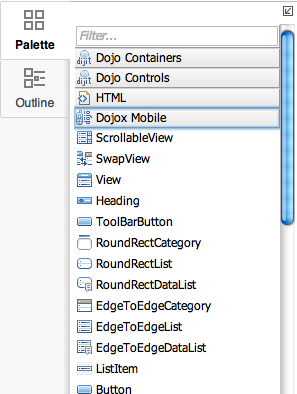 Palette
Outline
Filter...
Dojo Containers
Dojo Controls
HTML
Dojox Mobile
ScrollableView
SwapView
View
Heading
ToolBarButton
RoundRectCategory
RoundRectList
RoundRectDataList
EdgeToEdgeCategory
EdgeToEdgeList
EdgeToEdgeDataList
ListItem
Button